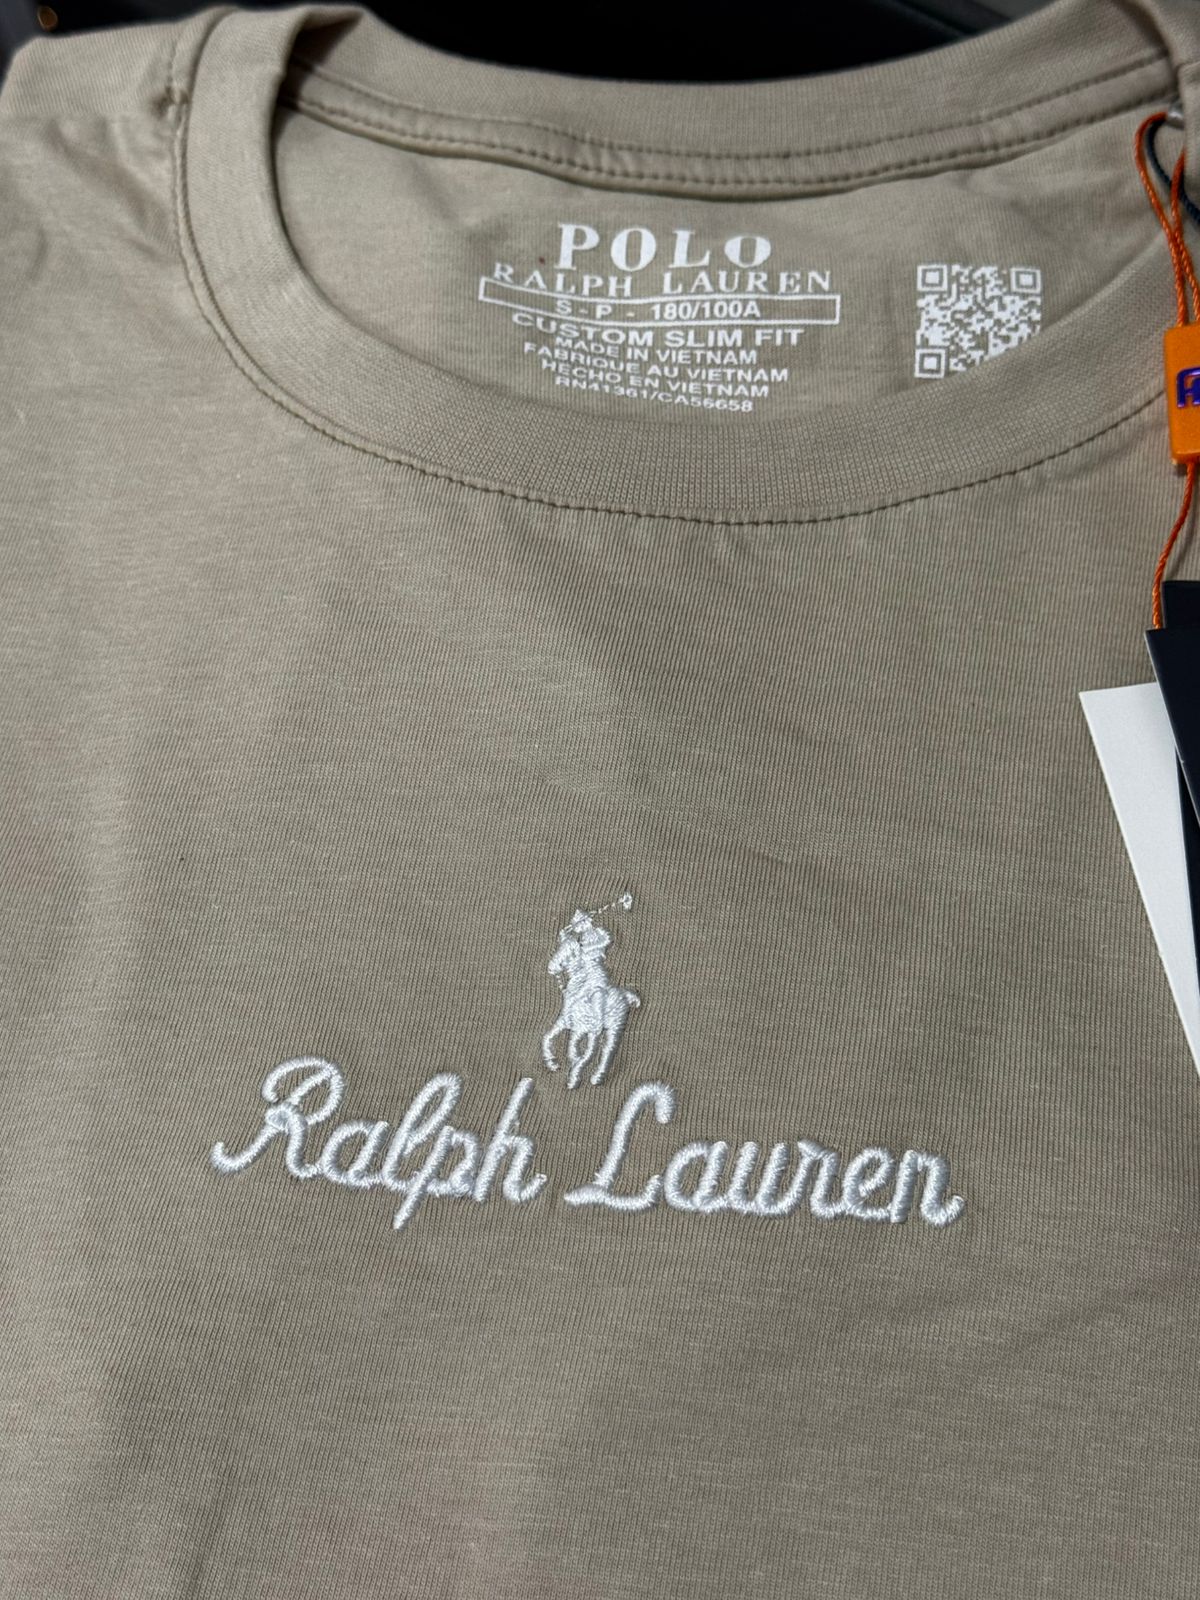 POLO
RALPH LAUREN
S - P - 180/100A
CUSTOM SLIM FIT
MADE IN VIETNAM
FABRIQUE AU VIETNAM
HECHO EN VIETNAM
RN41361/CA56658
Ralph Lauren